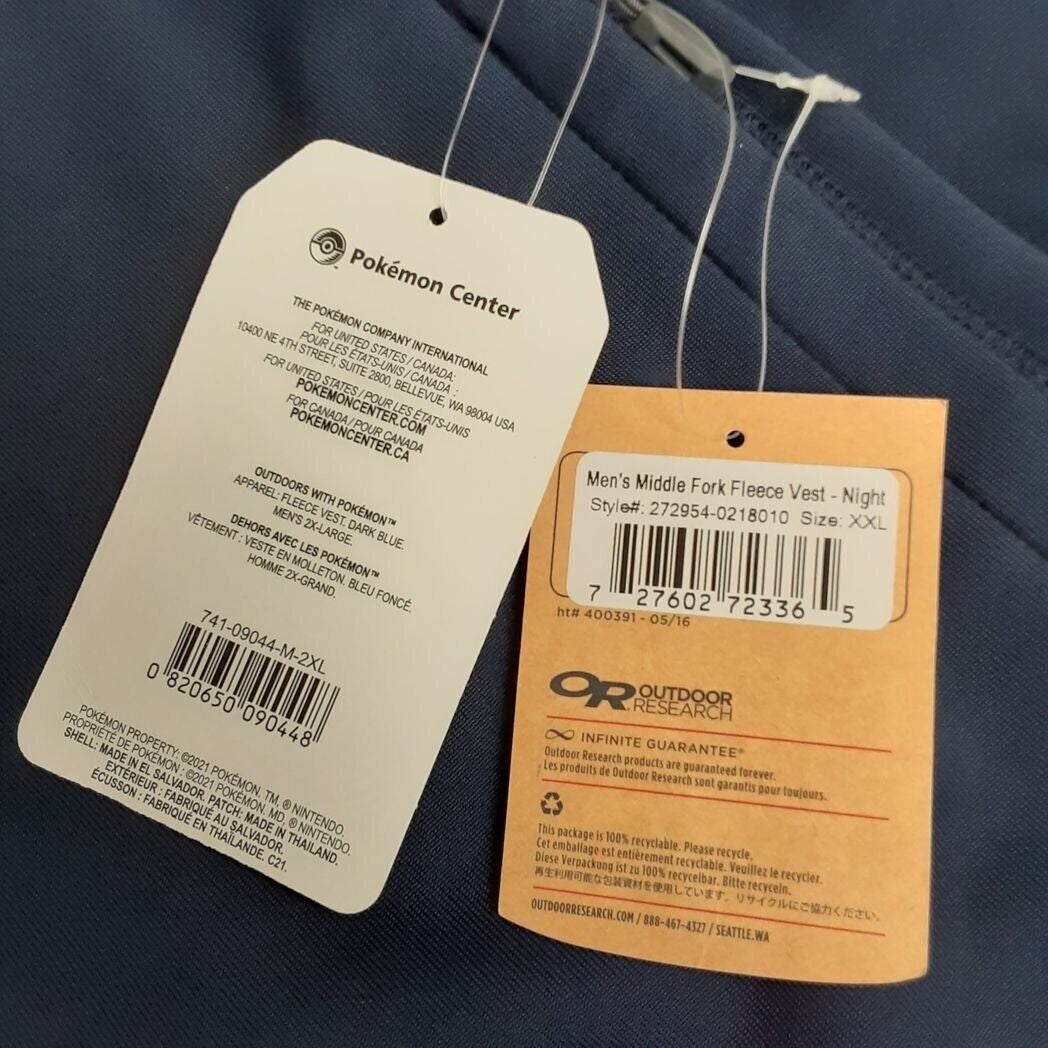 Pokémon Center
THE POKÉMON COMPANY INTERNATIONAL
FOR UNITED STATES / CANADA:
POUR LES ÉTATS-UNIS / CANADA :
10400 NE 4TH STREET, SUITE 2800, BELLEVUE, WA 98004 USA
FOR UNITED STATES / POUR LES ÉTATS-UNIS
POKEMONCENTER.COM
FOR CANADA / POUR CANADA
POKEMONCENTER.CA
OUTDOORS WITH POKÉMON™
APPAREL: FLEECE VEST. DARK BLUE.
MEN'S 2X-LARGE.
DEHORS AVEC LES POKÉMON™
VÊTEMENT : VESTE EN MOLLETON. BLEU FONCÉ.
HOMME 2X-GRAND.
741-09044-M-2XL
0 820650 090448
POKÉMON PROPERTY: ©2021 POKÉMON. TM, ® NINTENDO.
PROPRIÉTÉ DE POKÉMON : ©2021 POKÉMON. MD, ® NINTENDO.
SHELL: MADE IN EL SALVADOR. PATCH: MADE IN THAILAND.
EXTÉRIEUR : FABRIQUÉ AU SALVADOR.
ÉCUSSON : FABRIQUÉ EN THAÏLANDE. C21.
Men's Middle Fork Fleece Vest - Night
Style#: 272954-0218010 Size: XXL
7 27602 72336 5
ht# 400391 - 05/16
OR OUTDOOR
RESEARCH
INFINITE GUARANTEE®
Outdoor Research products are guaranteed forever.
Les produits de Outdoor Research sont garantis pour toujours.
This package is 100% recyclable. Please recycle.
Cet emballage est entièrement recyclable. Veuillez le recycler.
Diese Verpackung ist zu 100% recycelbar. Bitte recyceln.
再生利用可能な包装資材を使用しています。リサイクルにご協力ください。
OUTDOORRESEARCH.COM / 888-467-4327 / SEATTLE.WA